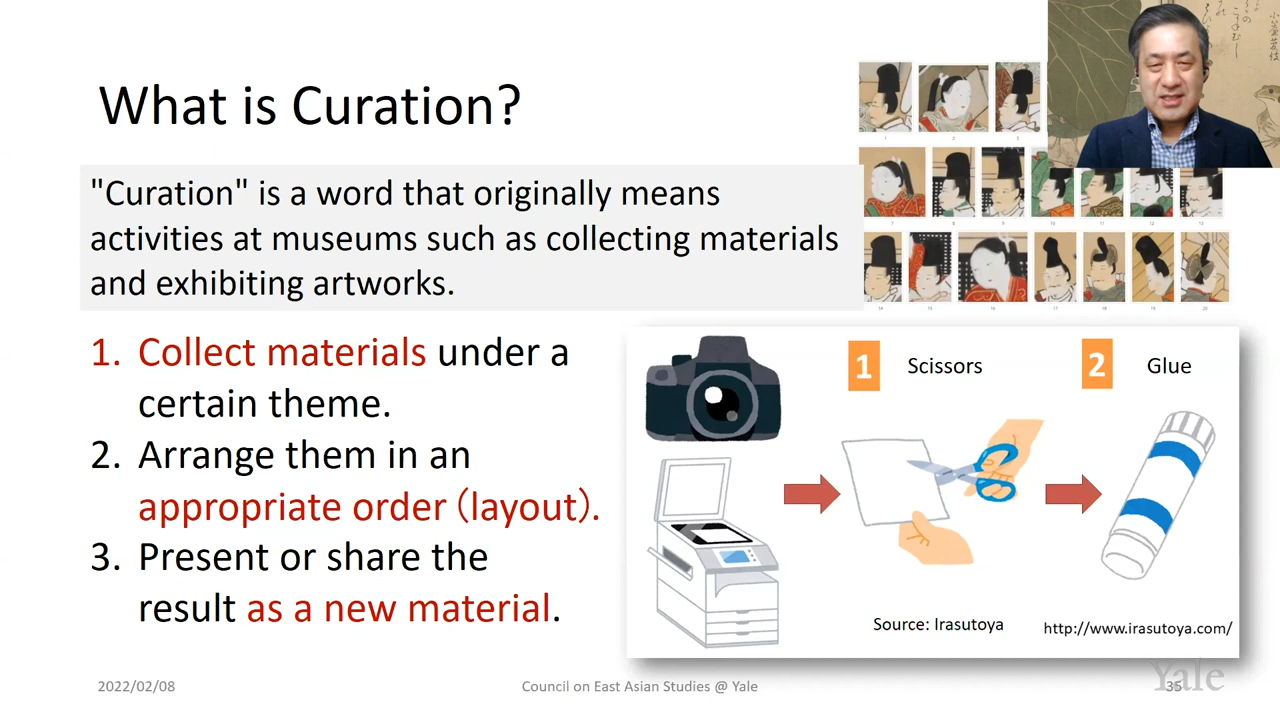 What is Curation?
"Curation" is a word that originally means
activities at museums such as collecting materials
and exhibiting artworks.
1. Collect materials under a
certain theme.
2. Arrange them in an
appropriate order（layout）.
3. Present or share the
result as a new material.
1 Scissors
2 Glue
Source: Irasutoya
http://www.irasutoya.com/
2022/02/08
Council on East Asian Studies @ Yale
35
Yale